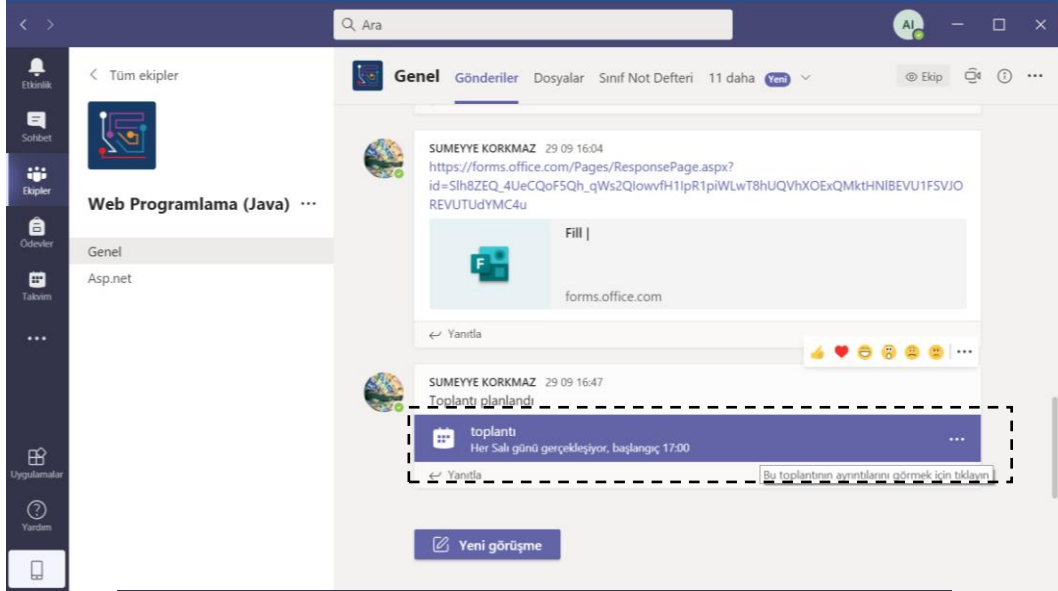 Ara
AI
Etkinlik
Sohbet
Ekipler
Ödevler
Takvim
Uygulamalar
Yardım
Tüm ekipler
Web Programlama (Java)
Genel
Asp.net
Genel Gönderiler Dosyalar Sınıf Not Defteri 11 daha Yeni
Ekip
SUMEYYE KORKMAZ 29 09 16:04
https://forms.office.com/Pages/ResponsePage.aspx?
id=Slh8ZEQ_4UeCQoF5Qh_qWs2QIowvfH1IpR1piWLwT8hUQVhXOExQMktHNlBEVU1FSVJO
REVUTUdYMC4u
Fill |
F
forms.office.com
Yanıtla
SUMEYYE KORKMAZ 29 09 16:47
Toplantı planlandı
toplantı
Her Salı günü gerçekleşiyor, başlangıç 17:00
Yanıtla
Bu toplantının ayrıntılarını görmek için tıklayın
Yeni görüşme